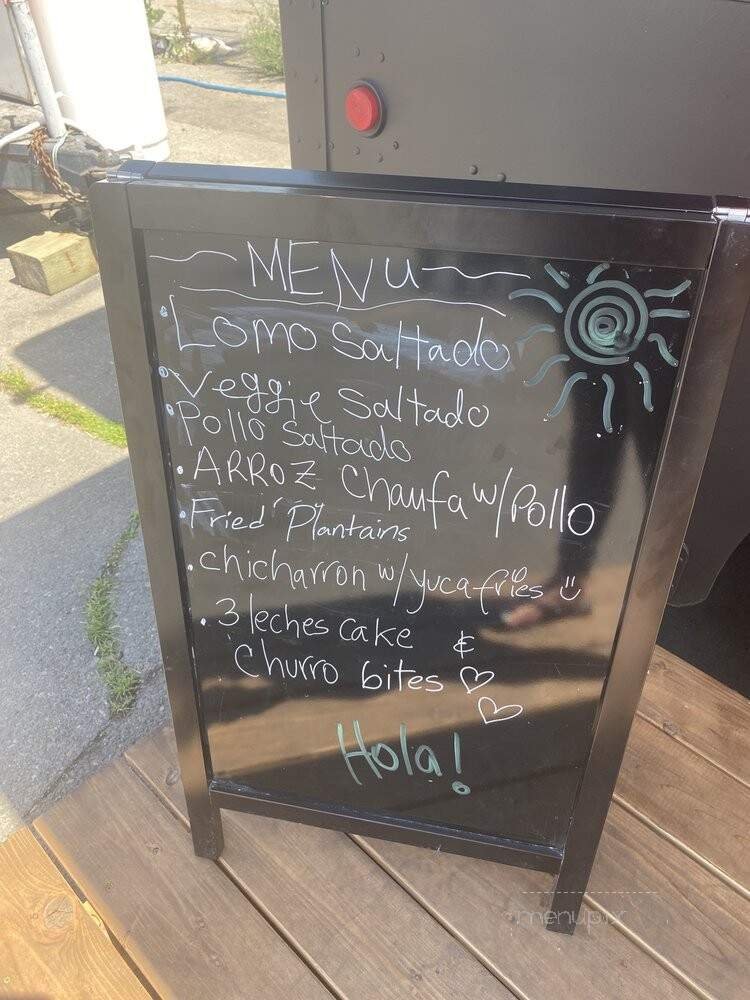 MENU
• Lomo Saltado
• Veggie Saltado
• Pollo Saltado
• ARROZ Chaufa w/Pollo
• Fried Plantains
• chicharron w/yuca fries
• 3 leches cake &
Churro bites
Hola!
menupix